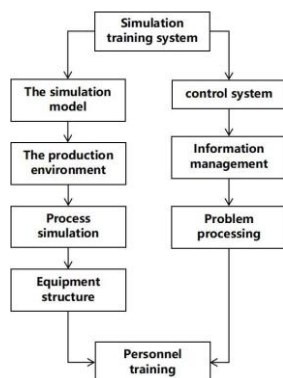 Simulation
training system
The simulation
model
control system
The production
environment
Information
management
Process
simulation
Problem
processing
Equipment
structure
Personnel
training